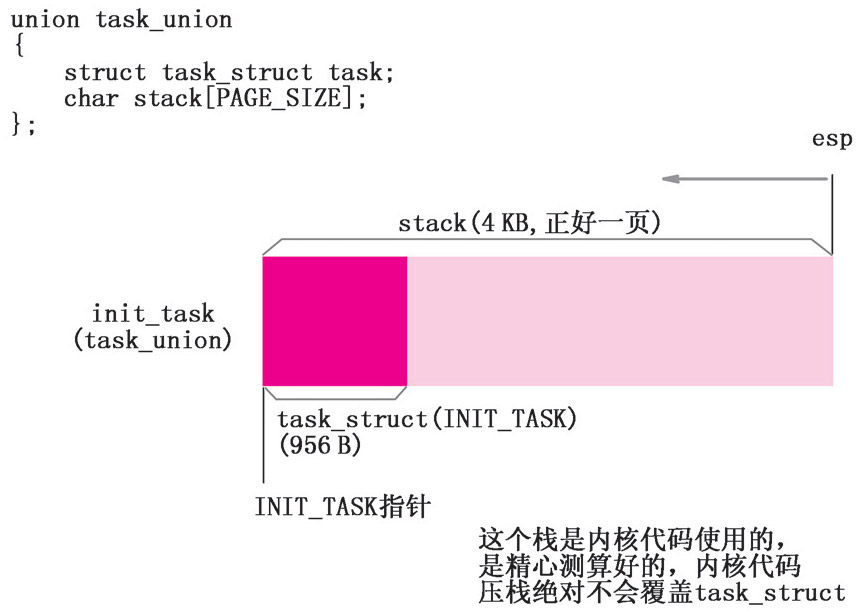 union task_union
{
    struct task_struct task;
    char stack[PAGE_SIZE];
};
esp
stack(4 KB, 正好一页)
init_task
(task_union)
task_struct(INIT_TASK)
(956 B)
INIT_TASK指针
这个栈是内核代码使用的，
是精心测算好的，内核代码
压栈绝对不会覆盖task_struct